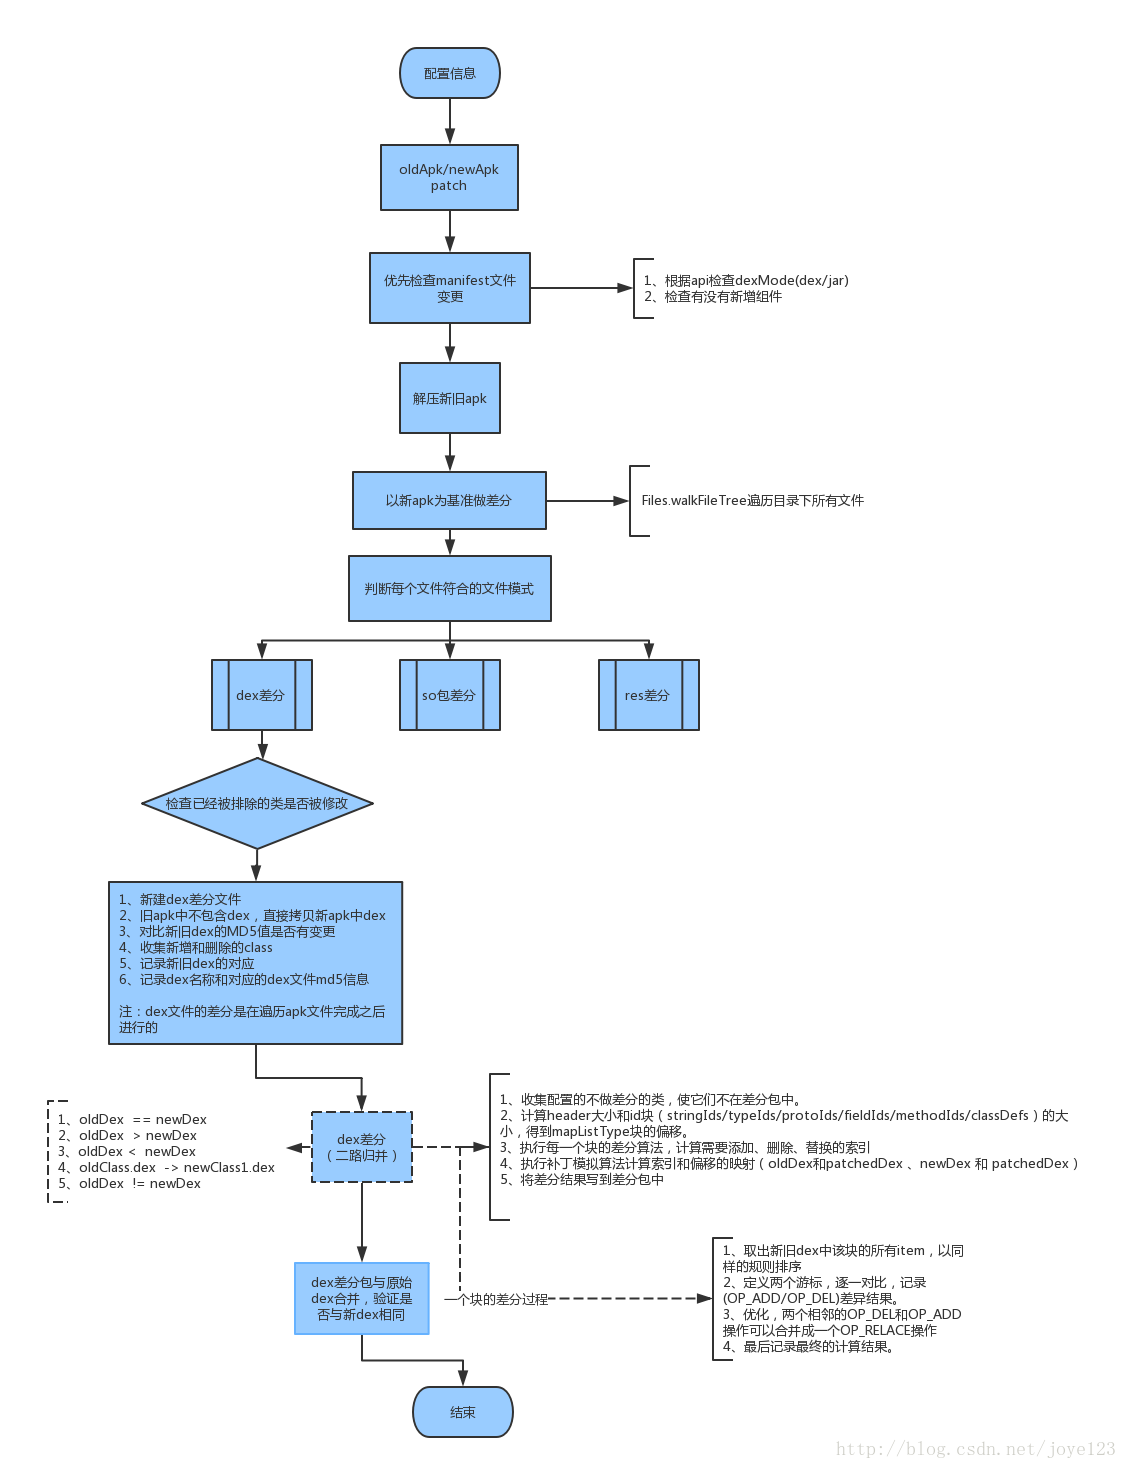 配置信息
oldApk/newApk
patch
优先检查manifest文件
变更
1、根据api检查dexMode(dex/jar)
2、检查有没有新增组件
解压新旧apk
以新apk为基准做差分
Files.walkFileTree遍历目录下所有文件
判断每个文件符合的文件模式
dex差分
so包差分
res差分
检查已经被排除的类是否被修改
1、新建dex差分文件
2、旧apk中不包含dex，直接拷贝新apk中dex
3、对比新旧dex的MD5值是否有变更
4、收集新增和删除的class
5、记录新旧dex的对应
6、记录dex名称和对应的dex文件md5信息
注：dex文件的差分是在遍历apk文件完成之后
进行的
1、oldDex == newDex
2、oldDex > newDex
3、oldDex < newDex
4、oldClass.dex -> newClass1.dex
5、oldDex != newDex
dex差分
（二路归并）
1、收集配置的不做差分的类，使它们不在差分包中。
2、计算header大小和id块（stringIds/typeIds/protoIds/fieldIds/methodIds/classDefs）的大
小，得到mapListType块的偏移。
3、执行每一个块的差分算法，计算需要添加、删除、替换的索引
4、执行补丁模拟算法计算索引和偏移的映射（oldDex和patchedDex 、newDex 和 patchedDex）
5、将差分结果写到差分包中
dex差分包与原始
dex合并，验证是
否与新dex相同
一个块的差分过程
1、取出新旧dex中该块的所有item，以同
样的规则排序
2、定义两个游标，逐一对比，记录
(OP_ADD/OP_DEL)差异结果。
3、优化，两个相邻的OP_DEL和OP_ADD
操作可以合并成一个OP_RELACE操作
4、最后记录最终的计算结果。
结束
http://blog.csdn.net/joye123